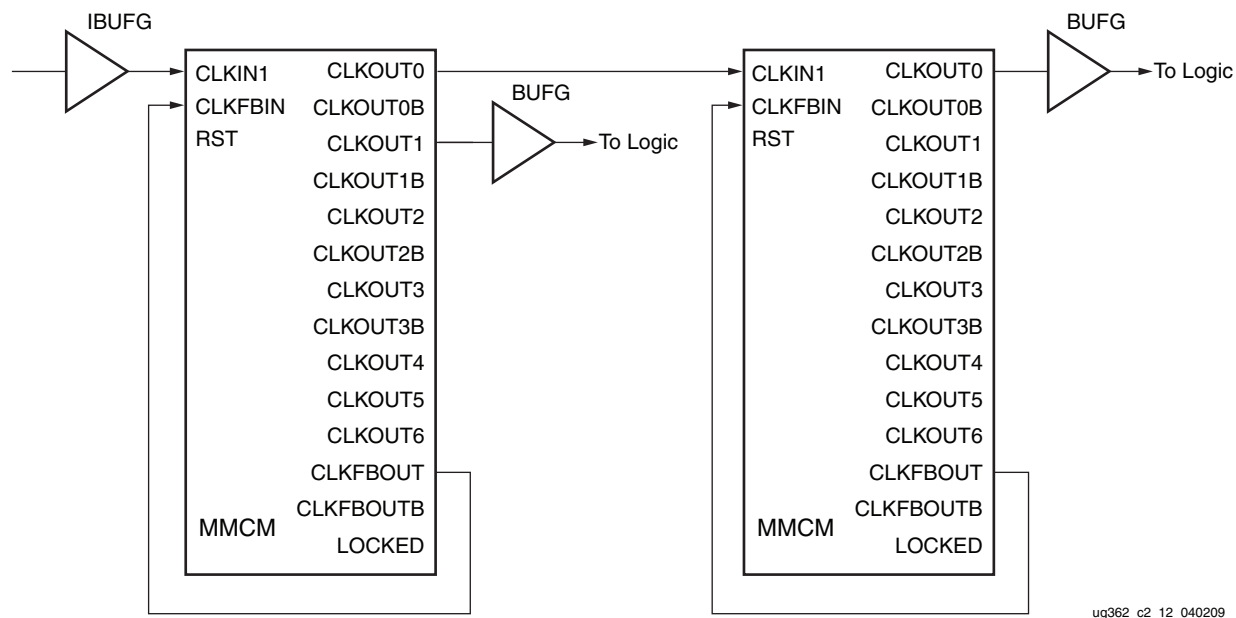 IBUFG
CLKIN1
CLKFBIN
RST
CLKOUT0
CLKOUT0B
CLKOUT1
CLKOUT1B
CLKOUT2
CLKOUT2B
CLKOUT3
CLKOUT3B
CLKOUT4
CLKOUT5
CLKOUT6
CLKFBOUT
CLKFBOUTB
LOCKED
MMCM
BUFG
To Logic
CLKIN1
CLKFBIN
RST
CLKOUT0
CLKOUT0B
CLKOUT1
CLKOUT1B
CLKOUT2
CLKOUT2B
CLKOUT3
CLKOUT3B
CLKOUT4
CLKOUT5
CLKOUT6
CLKFBOUT
CLKFBOUTB
LOCKED
MMCM
BUFG
To Logic
ug362_c2_12_040209